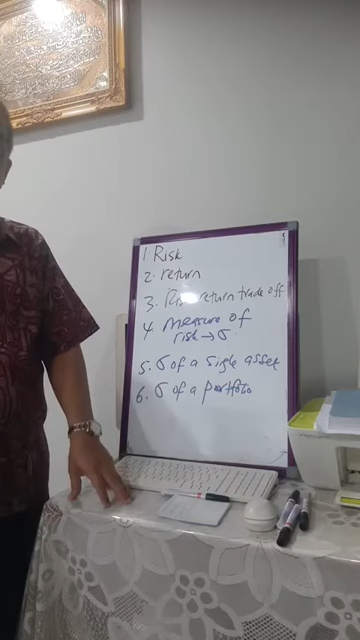 1. Risk
2. return
3. Risk return trade off
4. measure of
risk → σ
5. σ of a single asset
6. σ of a portfolio